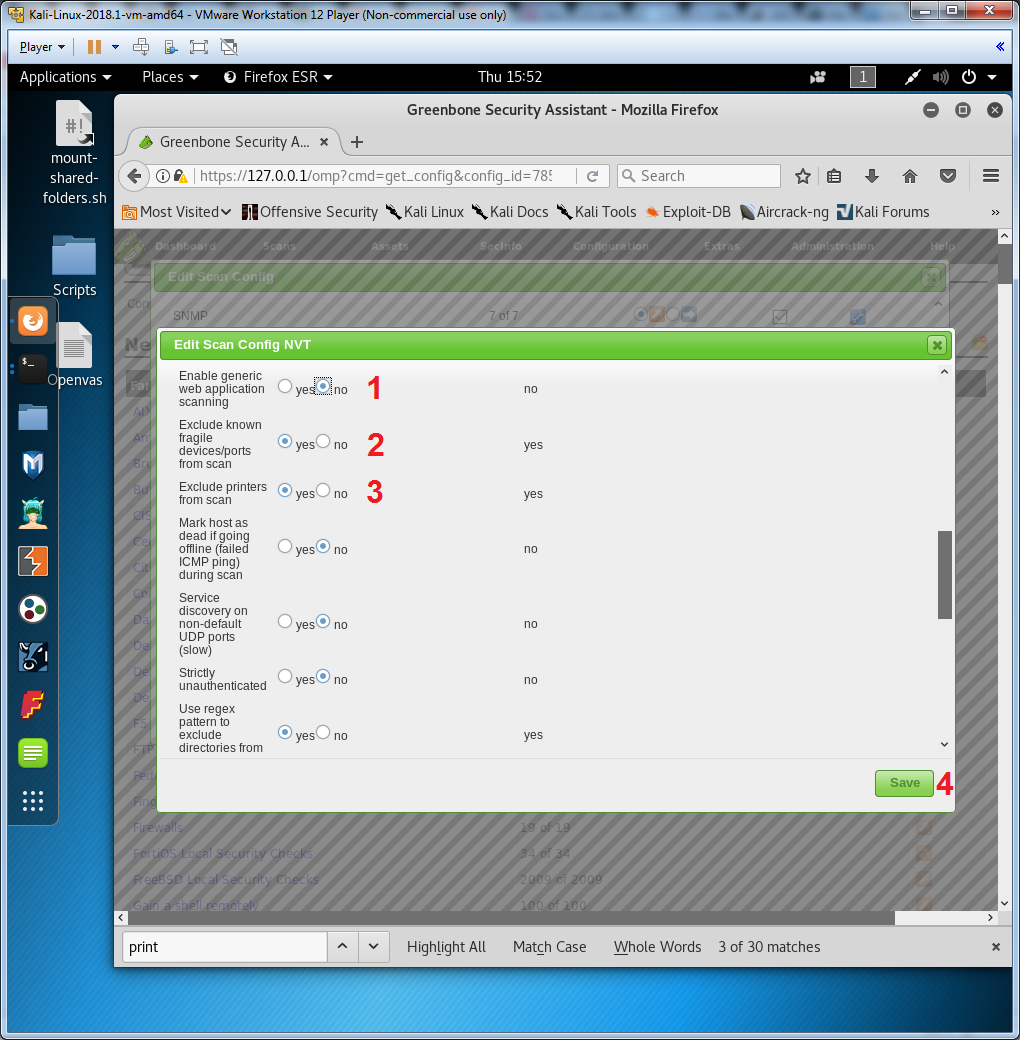 Kali-Linux-2018.1-vm-amd64 - VMware Workstation 12 Player (Non-commercial use only)
Player
Applications Places Firefox ESR Thu 15:52 1
#!
mount-
shared-
folders.sh
Scripts
Openvas
Greenbone Security Assistant - Mozilla Firefox
Greenbone Security A...
https://127.0.0.1/omp?cmd=get_config&config_id=785
Search
Most Visited Offensive Security Kali Linux Kali Docs Kali Tools Exploit-DB Aircrack-ng Kali Forums »
Dashboard Scans Assets SecInfo Configuration Extras Administration Help
Edit Scan Config
SNMP 7 of 7
Edit Scan Config NVT
Enable generic
web application
scanning
yes no 1 no
Exclude known
fragile
devices/ports
from scan
yes no 2 yes
Exclude printers
from scan
yes no 3 yes
Mark host as
dead if going
offline (failed
ICMP ping)
during scan
yes no no
Service
discovery on
non-default
UDP ports
(slow)
yes no no
Strictly
unauthenticated
yes no no
Use regex
pattern to
exclude
directories from
yes no yes
Save 4
Firewalls 19 of 19
FortiOS Local Security Checks 34 of 34
FreeBSD Local Security Checks 2009 of 2009
Gain a shell remotely 100 of 100
print Highlight All Match Case Whole Words 3 of 30 matches